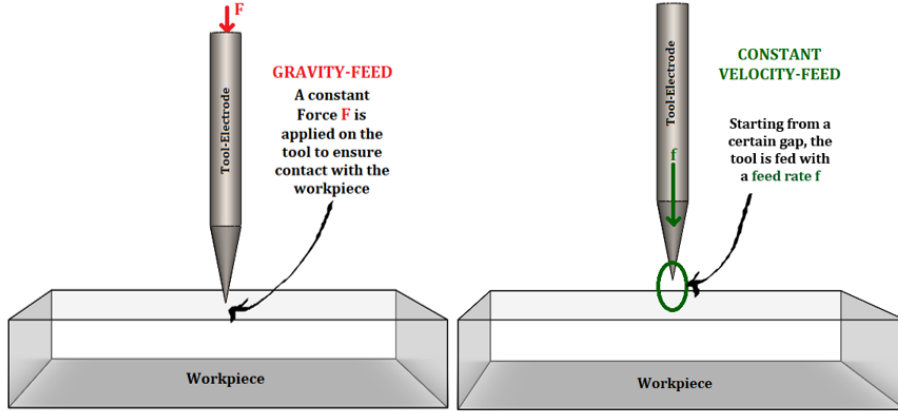 F
Tool-Electrode
GRAVITY-FEED
A constant
Force F is
applied on the
tool to ensure
contact with the
workpiece
Workpiece
Tool-Electrode
f
CONSTANT
VELOCITY-FEED
Starting from a
certain gap, the
tool is fed with
a feed rate f
Workpiece